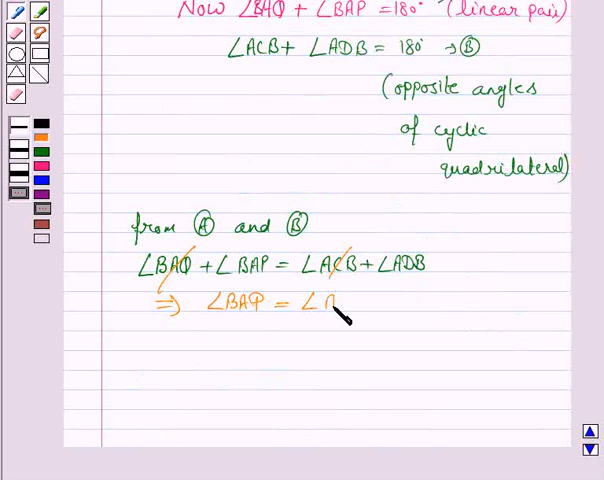 Now ∠BAQ + ∠BAP = 180° (linear pair)
∠ACB + ∠ADB = 180° → Ⓑ
(opposite angles
of cyclic
quadrilateral)
from Ⓐ and Ⓑ
∠BAQ + ∠BAP = ∠ACB + ∠ADB
⇒ ∠BAP = ∠A